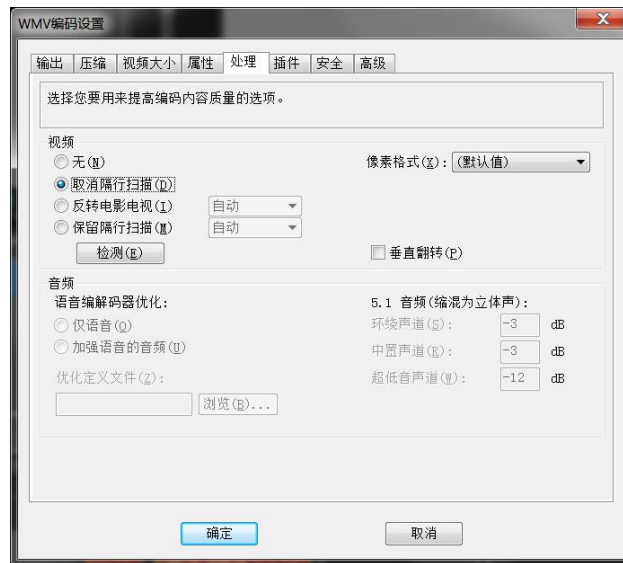 WMV编码设置
输出 压缩 视频大小 属性 处理 插件 安全 高级
选择您要用来提高编码内容质量的选项。
视频
无(N) 像素格式(X): (默认值)
取消隔行扫描(D)
反转电影电视(I) 自动
保留隔行扫描(M) 自动
检测(E) 垂直翻转(P)
音频
语音编解码器优化: 5.1 音频(缩混为立体声):
仅语音(O) 环绕声道(S): -3 dB
加强语音的音频(U) 中置声道(R): -3 dB
优化定义文件(Z): 超低音声道(W): -12 dB
浏览(B)...
确定 取消